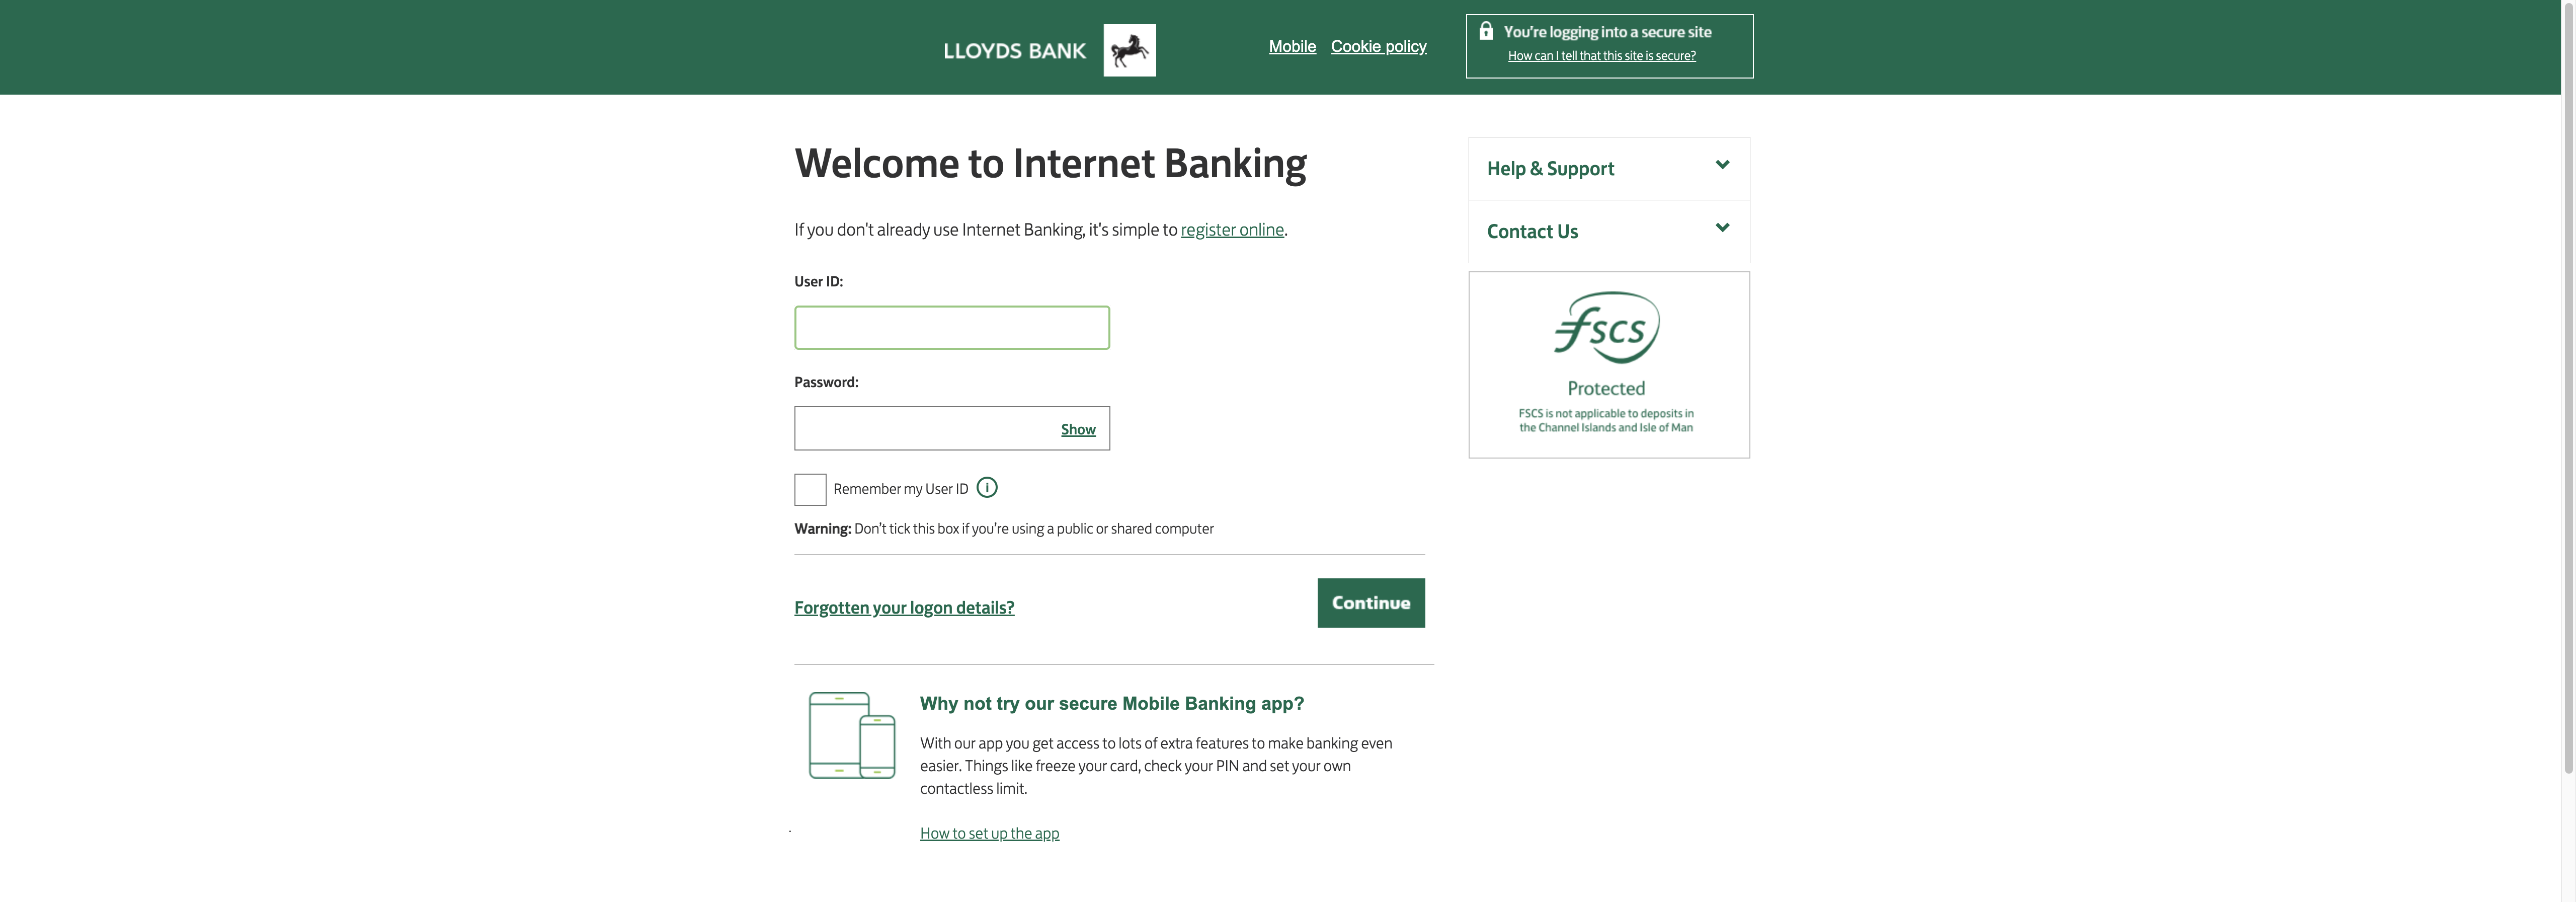 LLOYDS BANK
Mobile Cookie policy
You're logging into a secure site
How can I tell that this site is secure?
Welcome to Internet Banking
If you don't already use Internet Banking, it's simple to register online.
User ID:
Password:
Show
Remember my User ID
Warning: Don't tick this box if you're using a public or shared computer
Forgotten your logon details?
Continue
Why not try our secure Mobile Banking app?
With our app you get access to lots of extra features to make banking even
easier. Things like freeze your card, check your PIN and set your own
contactless limit.
How to set up the app
Help & Support
Contact Us
fscs
Protected
FSCS is not applicable to deposits in
the Channel Islands and Isle of Man